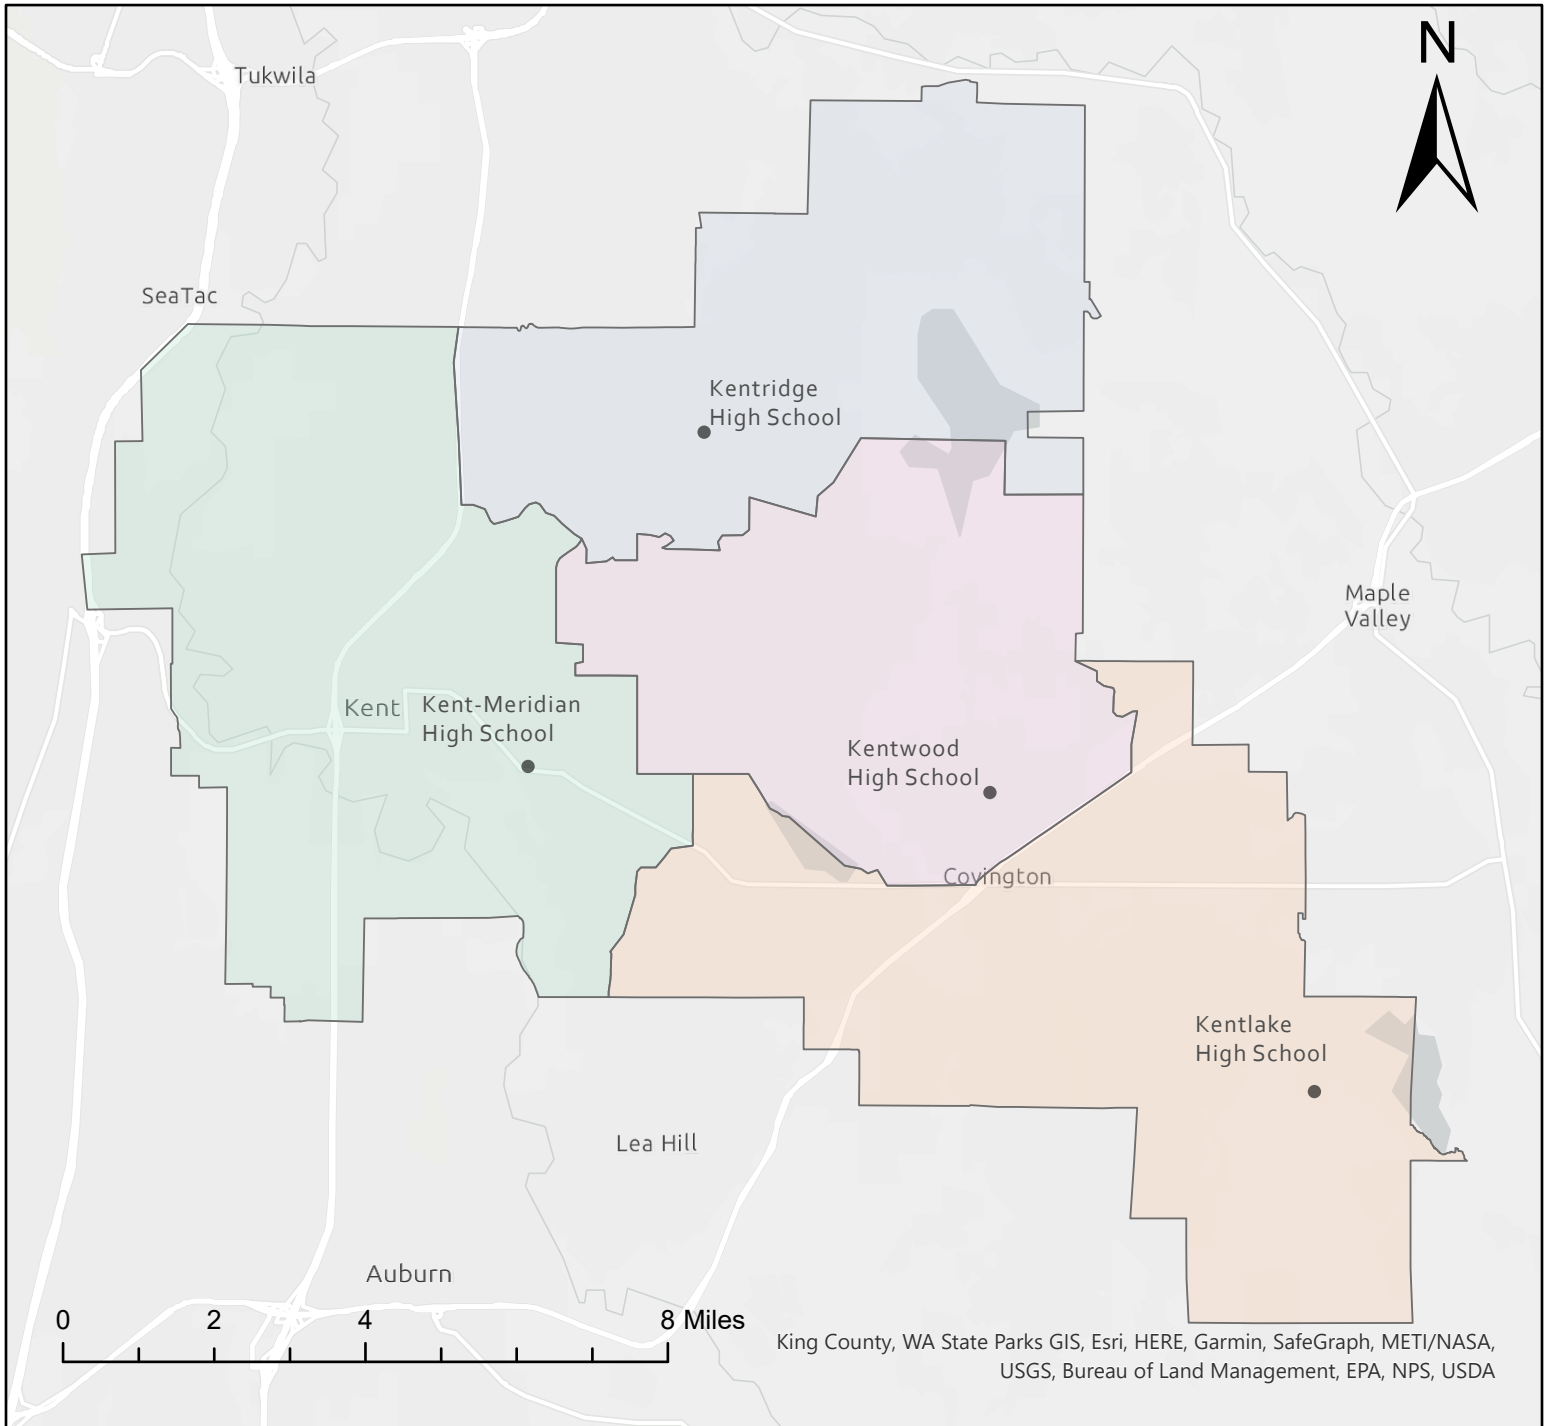 N
Tukwila
SeaTac
Kentridge
High School
Maple
Valley
Kent
Kent-Meridian
High School
Kentwood
High School
Covington
Kentlake
High School
Lea Hill
Auburn
0 2 4 8 Miles
King County, WA State Parks GIS, Esri, HERE, Garmin, SafeGraph, METI/NASA,
USGS, Bureau of Land Management, EPA, NPS, USDA